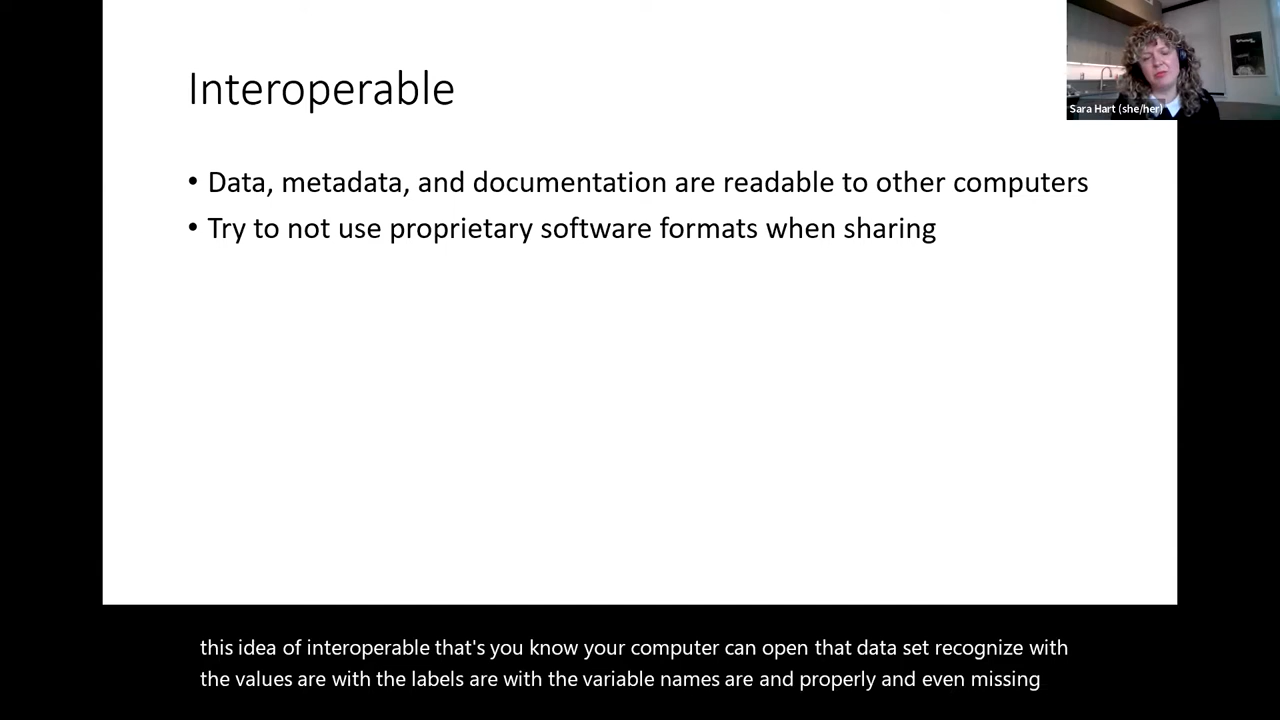 Interoperable
Sara Hart (she/her)
• Data, metadata, and documentation are readable to other computers
• Try to not use proprietary software formats when sharing
this idea of interoperable that's you know your computer can open that data set recognize with
the values are with the labels are with the variable names are and properly and even missing